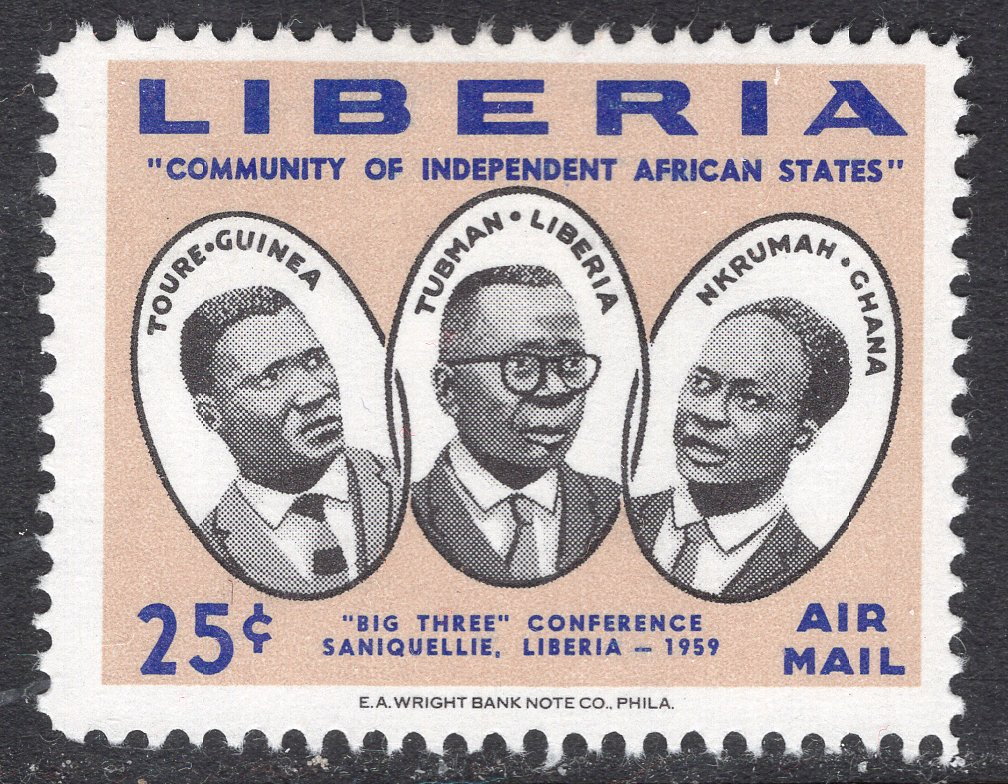 LIBERIA
"COMMUNITY OF INDEPENDENT AFRICAN STATES"
TOURE•GUINEA
TUBMAN•LIBERIA
NKRUMAH•GHANA
25¢
"BIG THREE" CONFERENCE
SANIQUELLIE, LIBERIA – 1959
AIR
MAIL
E.A. WRIGHT BANK NOTE CO., PHILA.